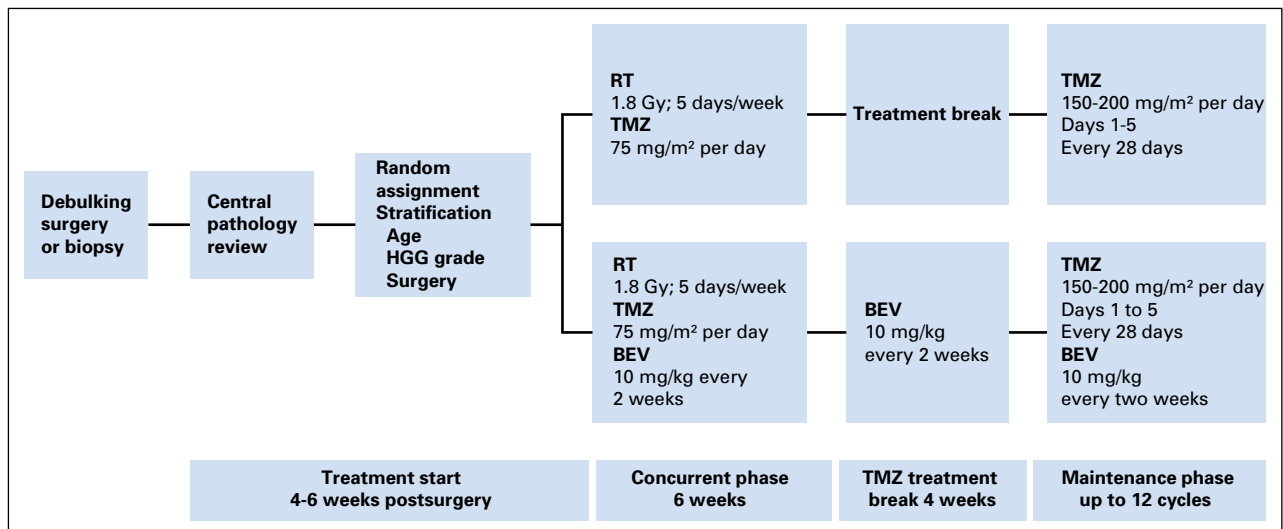 Debulking
surgery
or biopsy
Central
pathology
review
Random
assignment
Stratification
Age
HGG grade
Surgery
RT
1.8 Gy; 5 days/week
TMZ
75 mg/m² per day
Treatment break
TMZ
150-200 mg/m² per day
Days 1-5
Every 28 days
RT
1.8 Gy; 5 days/week
TMZ
75 mg/m² per day
BEV
10 mg/kg every
2 weeks
BEV
10 mg/kg
every 2 weeks
TMZ
150-200 mg/m² per day
Days 1 to 5
Every 28 days
BEV
10 mg/kg
every two weeks
Treatment start
4-6 weeks postsurgery
Concurrent phase
6 weeks
TMZ treatment
break 4 weeks
Maintenance phase
up to 12 cycles